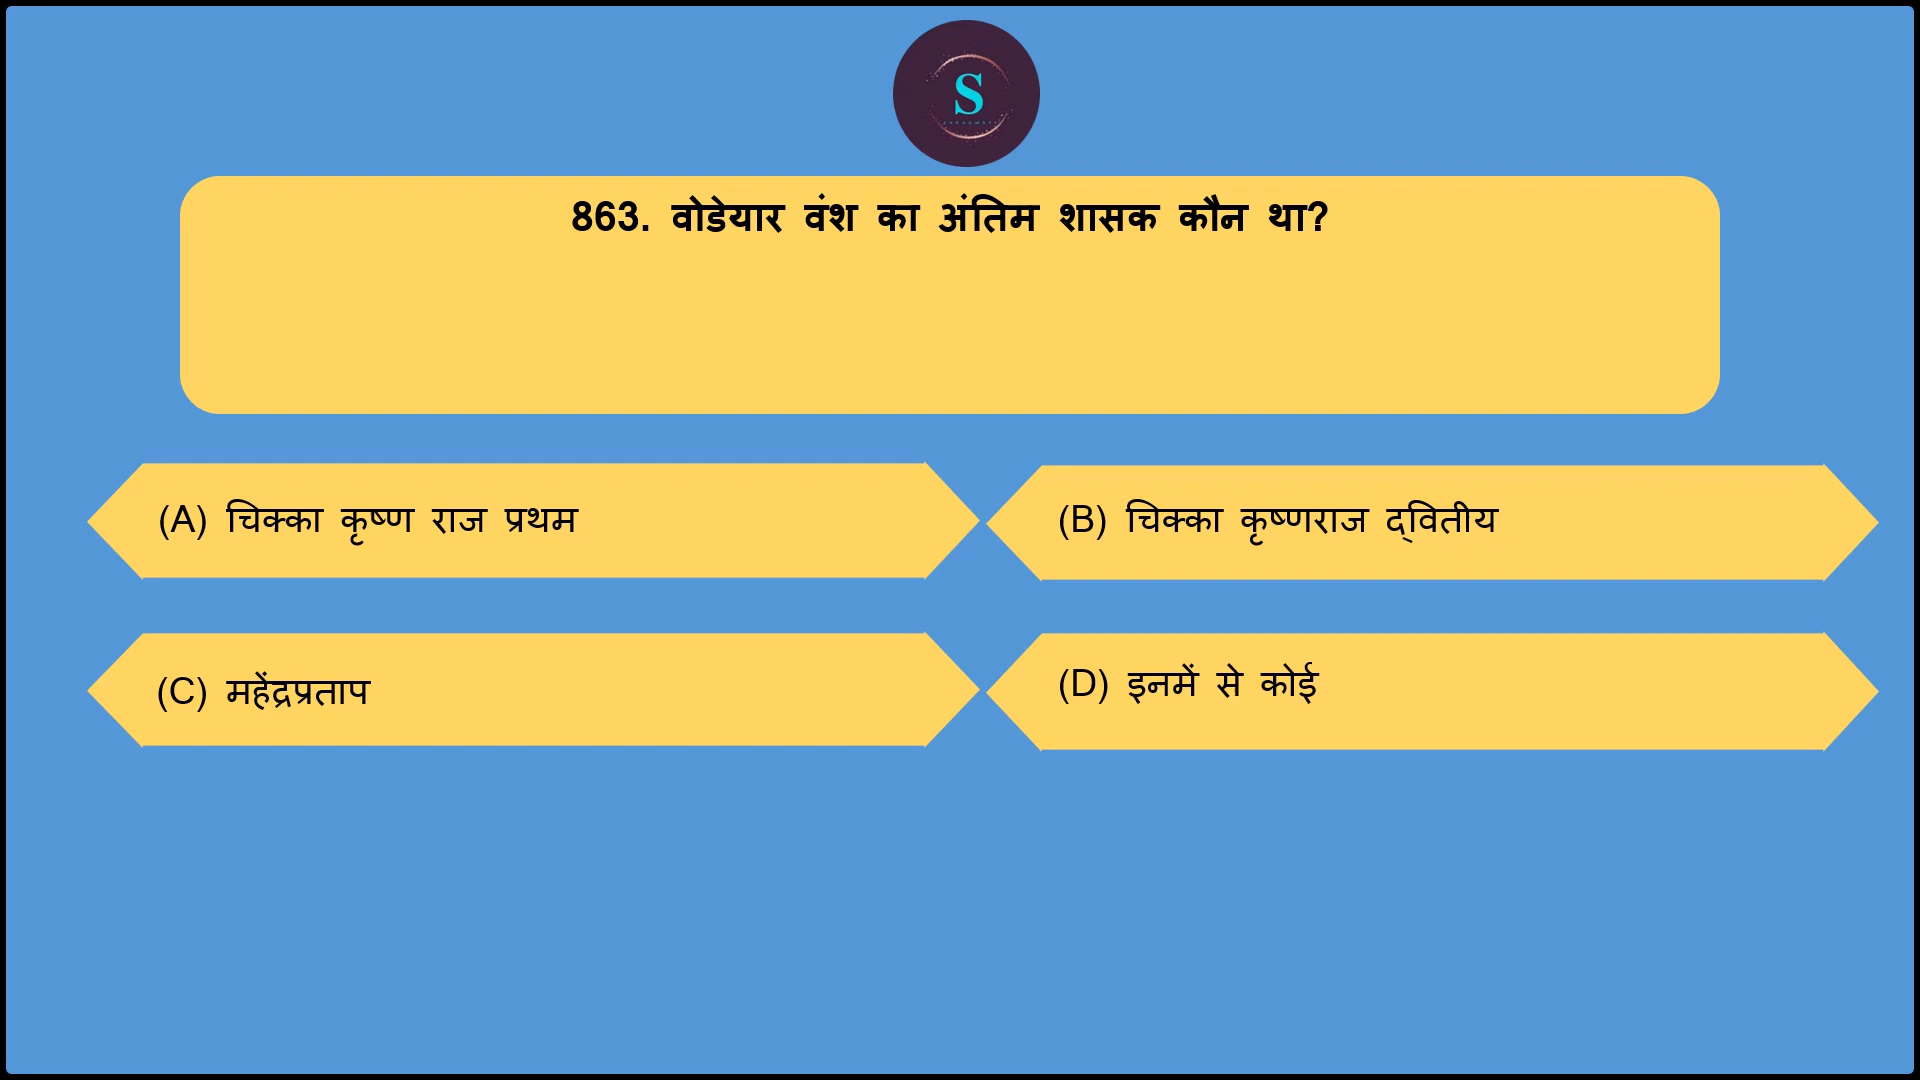 S
863. वोडेयार वंश का अंतिम शासक कौन था?
(A) चिक्का कृष्ण राज प्रथम
(B) चिक्का कृष्णराज द्वितीय
(C) महेंद्रप्रताप
(D) इनमें से कोई